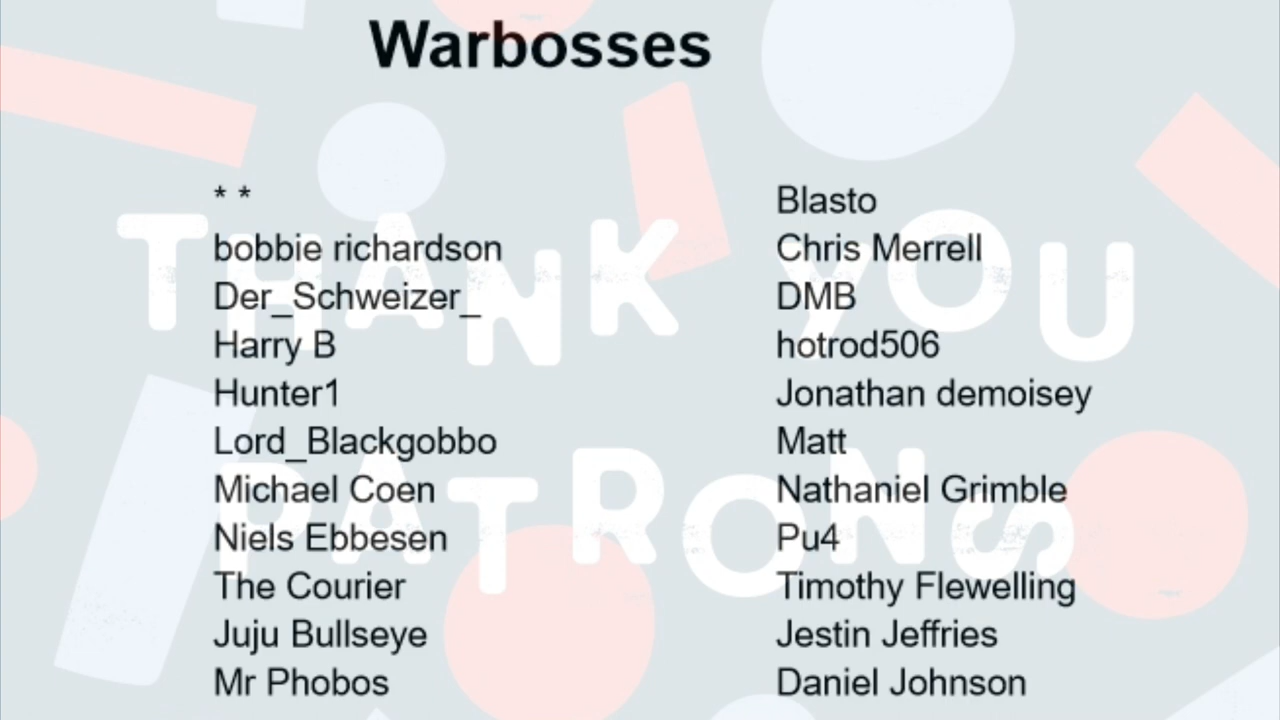 Warbosses
* *
bobbie richardson
Der_Schweizer_
Harry B
Hunter1
Lord_Blackgobbo
Michael Coen
Niels Ebbesen
The Courier
Juju Bullseye
Mr Phobos
Blasto
Chris Merrell
DMB
hotrod506
Jonathan demoisey
Matt
Nathaniel Grimble
Pu4
Timothy Flewelling
Jestin Jeffries
Daniel Johnson
THANK yOU
PATRONS